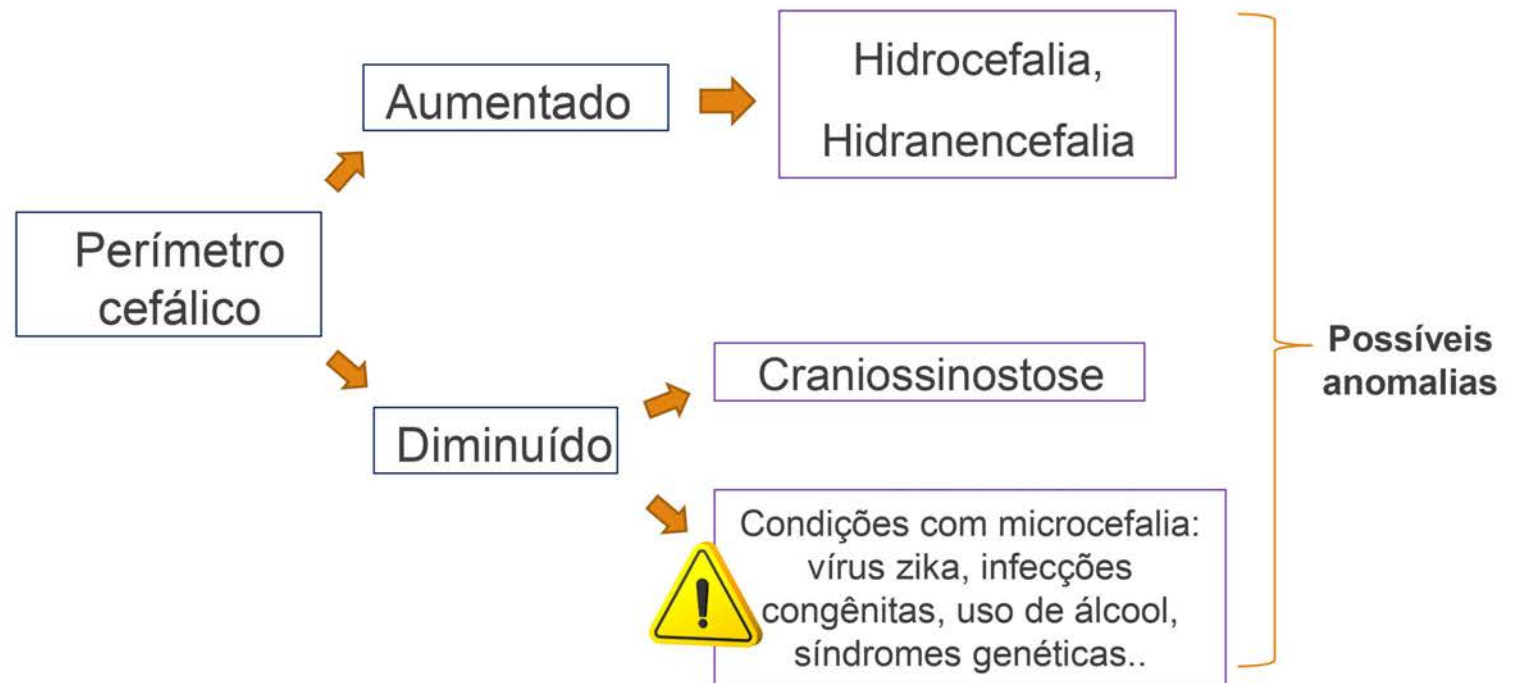 Aumentado
Hidrocefalia,
Hidranencefalia
Perímetro
cefálico
Diminuído
Craniossinostose
Condições com microcefalia:
vírus zika, infecções
congênitas, uso de álcool,
síndromes genéticas..
Possíveis
anomalias